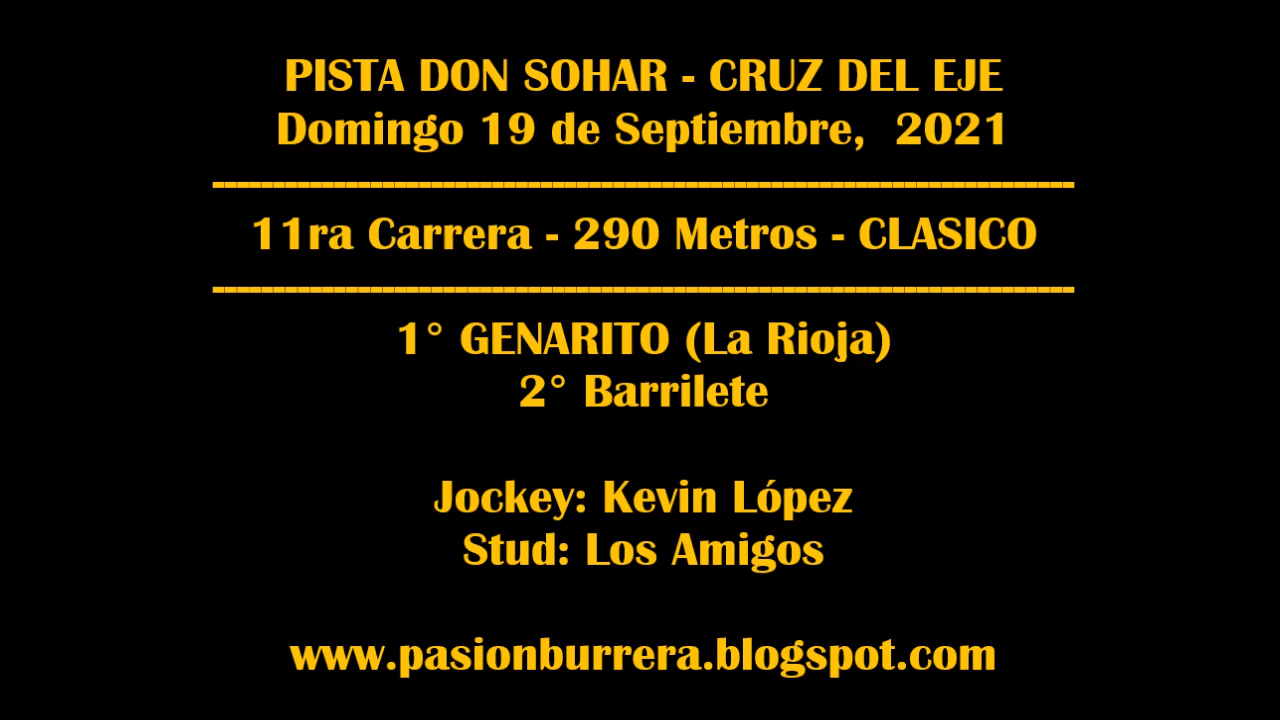 PISTA DON SOHAR - CRUZ DEL EJE
Domingo 19 de Septiembre,  2021
-----------------------------------------------------------------------
11ra Carrera - 290 Metros - CLASICO
-----------------------------------------------------------------------
1° GENARITO (La Rioja)
2° Barrilete
Jockey: Kevin López
Stud: Los Amigos
www.pasionburrera.blogspot.com